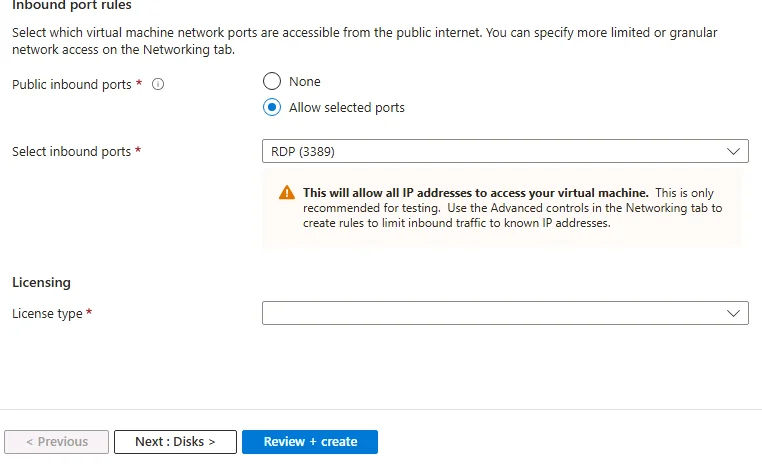 Inbound port rules
Select which virtual machine network ports are accessible from the public internet. You can specify more limited or granular
network access on the Networking tab.
Public inbound ports *
None
Allow selected ports
Select inbound ports *
RDP (3389)
This will allow all IP addresses to access your virtual machine. This is only
recommended for testing. Use the Advanced controls in the Networking tab to
create rules to limit inbound traffic to known IP addresses.
Licensing
License type *
< Previous
Next : Disks >
Review + create